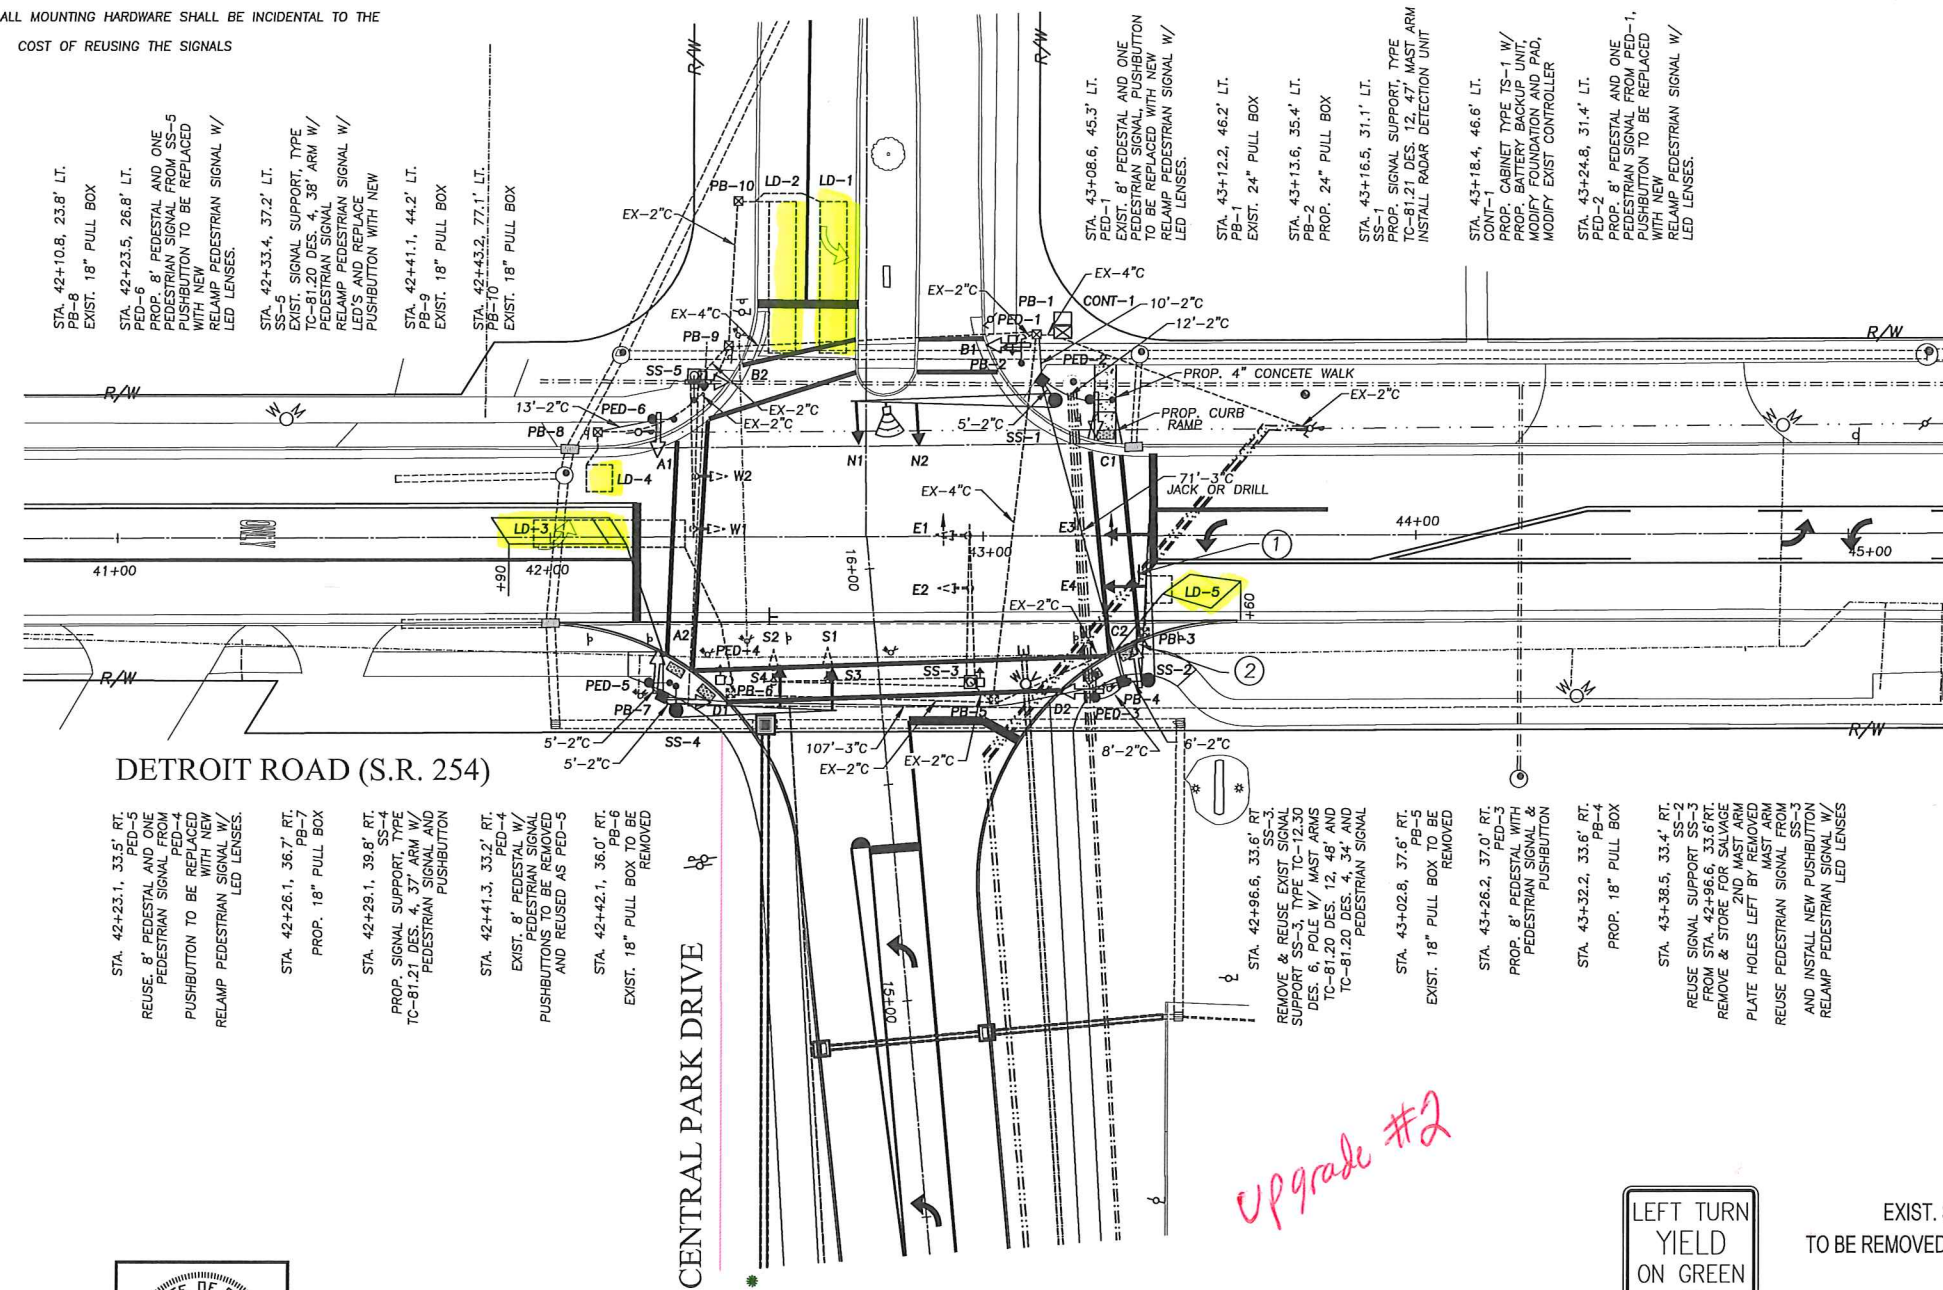 ALL MOUNTING HARDWARE SHALL BE INCIDENTAL TO THE
COST OF REUSING THE SIGNALS
STA. 42+10.8, 23.8' LT.
PB-8
EXIST. 18" PULL BOX
STA. 42+23.5, 26.8' LT.
PED-6
PROP. 8' PEDESTAL AND ONE
PEDESTRIAN SIGNAL FROM SS-5
PUSHBUTTON TO BE REPLACED
WITH NEW
RELAMP PEDESTRIAN SIGNAL W/
LED LENSES.
STA. 42+33.4, 37.2' LT.
SS-5
EXIST. SIGNAL SUPPORT, TYPE
TC-81.20 DES. 4, 38' ARM W/
PEDESTRIAN SIGNAL
RELAMP PEDESTRIAN SIGNAL W/
LED'S AND REPLACE
PUSHBUTTON WITH NEW
STA. 42+41.1, 44.2' LT.
PB-9
EXIST. 18" PULL BOX
STA. 42+43.2, 77.1' LT.
PB-10
EXIST. 18" PULL BOX
STA. 43+08.6, 45.3' LT.
PED-1
EXIST. 8' PEDESTAL AND ONE
PEDESTRIAN SIGNAL, PUSHBUTTON
TO BE REPLACED WITH NEW
RELAMP PEDESTRIAN SIGNAL W/
LED LENSES.
STA. 43+12.2, 46.2' LT.
PB-1
EXIST. 24" PULL BOX
STA. 43+13.6, 35.4' LT.
PB-2
PROP. 24" PULL BOX
STA. 43+16.5, 31.1' LT.
SS-1
PROP. SIGNAL SUPPORT, TYPE
TC-81.21 DES. 12, 47' MAST ARM
INSTALL RADAR DETECTION UNIT
STA. 43+18.4, 46.6' LT.
CONT-1
PROP. CABINET TYPE TS-1 W/
PROP. BATTERY BACKUP UNIT,
MODIFY FOUNDATION AND PAD,
MODIFY EXIST CONTROLLER
STA. 43+24.8, 31.4' LT.
PED-2
PROP. 8' PEDESTAL AND ONE
PEDESTRIAN SIGNAL FROM PED-1,
PUSHBUTTON TO BE REPLACED
WITH NEW
RELAMP PEDESTRIAN SIGNAL W/
LED LENSES.
R/W
R/W
PB-10 LD-2 LD-1
EX-2"C
EX-4"C
EX-2"C
PB-1
EX-4"C
CONT-1
10'-2"C
12'-2"C
PED-1
PB-9
B1
PB-2
PED-2
R/W
SS-5
B2
PROP. 4" CONCETE WALK
EX-2"C
R/W
W M
13'-2"C
PED-6
EX-2"C
EX-2"C
5'-2"C
SS-1
PROP. CURB
RAMP
W M
PB-8
A1
N1
N2
C1
LD-4
W2
EX-4"C
71'-3"C
JACK OR DRILL
LD-3
W1
E1
E3
44+00
ONLY
43+00
1
45+00
41+00
+90
42+00
16+00
E2
E4
LD-5
+60
EX-2"C
A2
S2
S1
C2
PB-3
PED-4
SS-3
SS-2
2
R/W
PED-5
S4
S3
W
W M
PB-6
PB-4
PB-7
D1
PB-5
D2
PED-3
R/W
5'-2"C
SS-4
107'-3"C
8'-2"C
6'-2"C
5'-2"C
EX-2"C
EX-2"C
DETROIT ROAD (S.R. 254)
STA. 42+23.1, 33.5' RT.
PED-5
REUSE. 8' PEDESTAL AND ONE
PEDESTRIAN SIGNAL FROM
PED-4
PUSHBUTTON TO BE REPLACED
WITH NEW
RELAMP PEDESTRIAN SIGNAL W/
LED LENSES.
STA. 42+26.1, 36.7' RT.
PB-7
PROP. 18" PULL BOX
STA. 42+29.1, 39.8' RT.
SS-4
PROP. SIGNAL SUPPORT, TYPE
TC-81.21 DES. 4, 37' ARM W/
PEDESTRIAN SIGNAL AND
PUSHBUTTON
STA. 42+41.3, 33.2' RT.
PED-4
EXIST. 8' PEDESTAL W/
PEDESTRIAN SIGNAL
PUSHBUTTONS TO BE REMOVED
AND REUSED AS PED-5
STA. 42+42.1, 36.0' RT.
PB-6
EXIST. 18" PULL BOX TO BE
REMOVED
CENTRAL PARK DRIVE
15+00
STA. 42+96.6, 33.6' RT
SS-3.
REMOVE & REUSE EXIST SIGNAL
SUPPORT SS-3, TYPE TC-12.30
DES. 6, POLE W/ MAST ARMS
TC-81.20 DES. 12, 48' AND
TC-81.20 DES. 4, 34' AND
PEDESTRIAN SIGNAL
STA. 43+02.8, 37.6' RT.
PB-5
EXIST. 18" PULL BOX TO BE
REMOVED
STA. 43+26.2, 37.0' RT.
PED-3
PROP. 8' PEDESTAL WITH
PEDESTRIAN SIGNAL &
PUSHBUTTON
STA. 43+32.2, 33.6' RT.
PB-4
PROP. 18" PULL BOX
STA. 43+38.5, 33.4' RT.
SS-2
REUSE SIGNAL SUPPORT SS-3
FROM STA. 42+96.6, 33.6'RT.
REMOVE & STORE FOR SALVAGE
2ND MAST ARM
PLATE HOLES LEFT BY REMOVED
MAST ARM
REUSE PEDESTRIAN SIGNAL FROM
SS-3
AND INSTALL NEW PUSHBUTTON
RELAMP PEDESTRIAN SIGNAL W/
LED LENSES
Upgrade #2
LEFT TURN
YIELD
ON GREEN
EXIST.
TO BE REMOVED